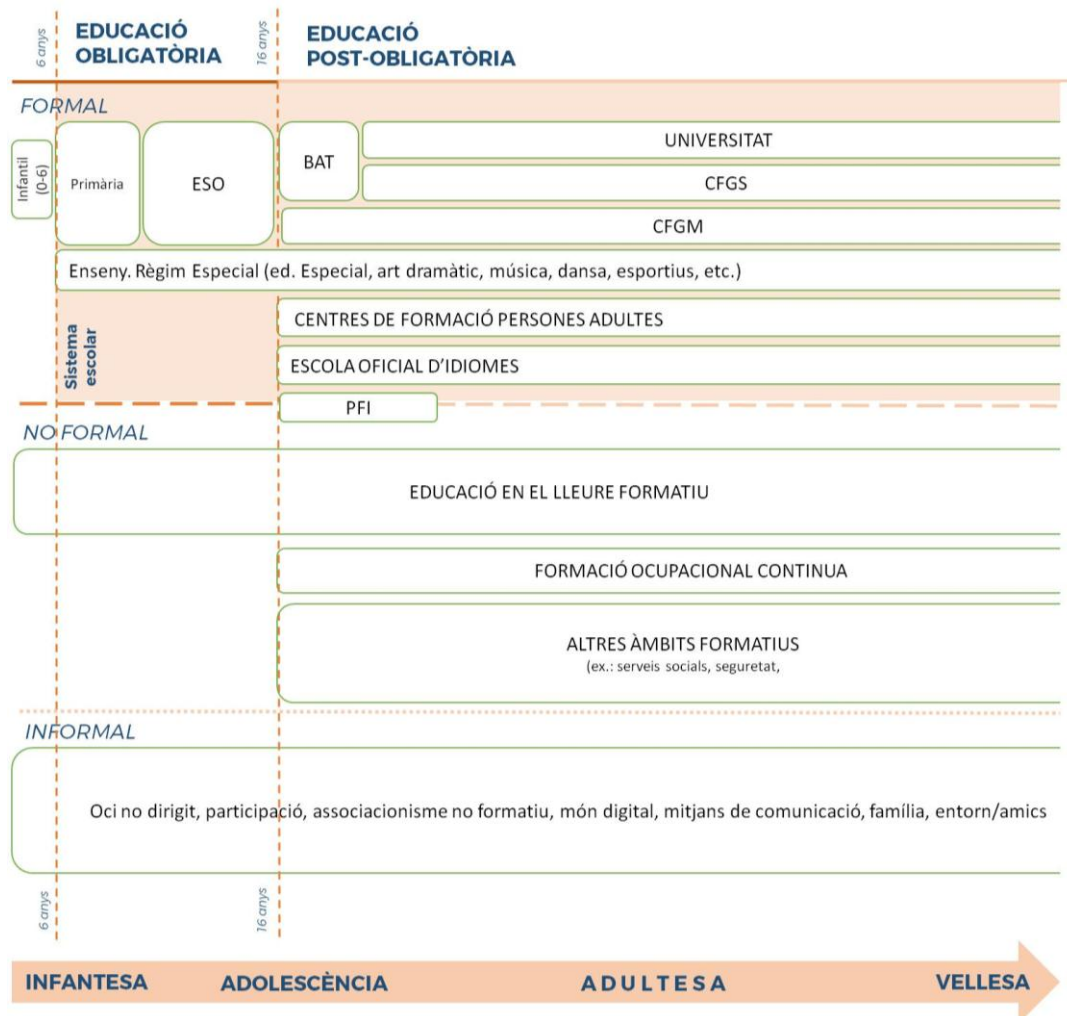 6 anys
EDUCACIÓ
OBLIGATÒRIA
16 anys
EDUCACIÓ
POST-OBLIGATÒRIA
FORMAL
Infantil
(0-6)
Primària
ESO
BAT
UNIVERSITAT
CFGS
CFGM
Enseny. Règim Especial (ed. Especial, art dramàtic, música, dansa, esportius, etc.)
Sistema
escolar
CENTRES DE FORMACIÓ PERSONES ADULTES
ESCOLA OFICIAL D'IDIOMES
PFI
NO FORMAL
EDUCACIÓ EN EL LLEURE FORMATIU
FORMACIÓ OCUPACIONAL CONTINUA
ALTRES ÀMBITS FORMATIUS
(ex.: serveis socials, seguretat,
INFORMAL
Oci no dirigit, participació, associacionisme no formatiu, món digital, mitjans de comunicació, família, entorn/amics
6 anys
16 anys
INFANTESA
ADOLESCÈNCIA
ADULTESA
VELLESA